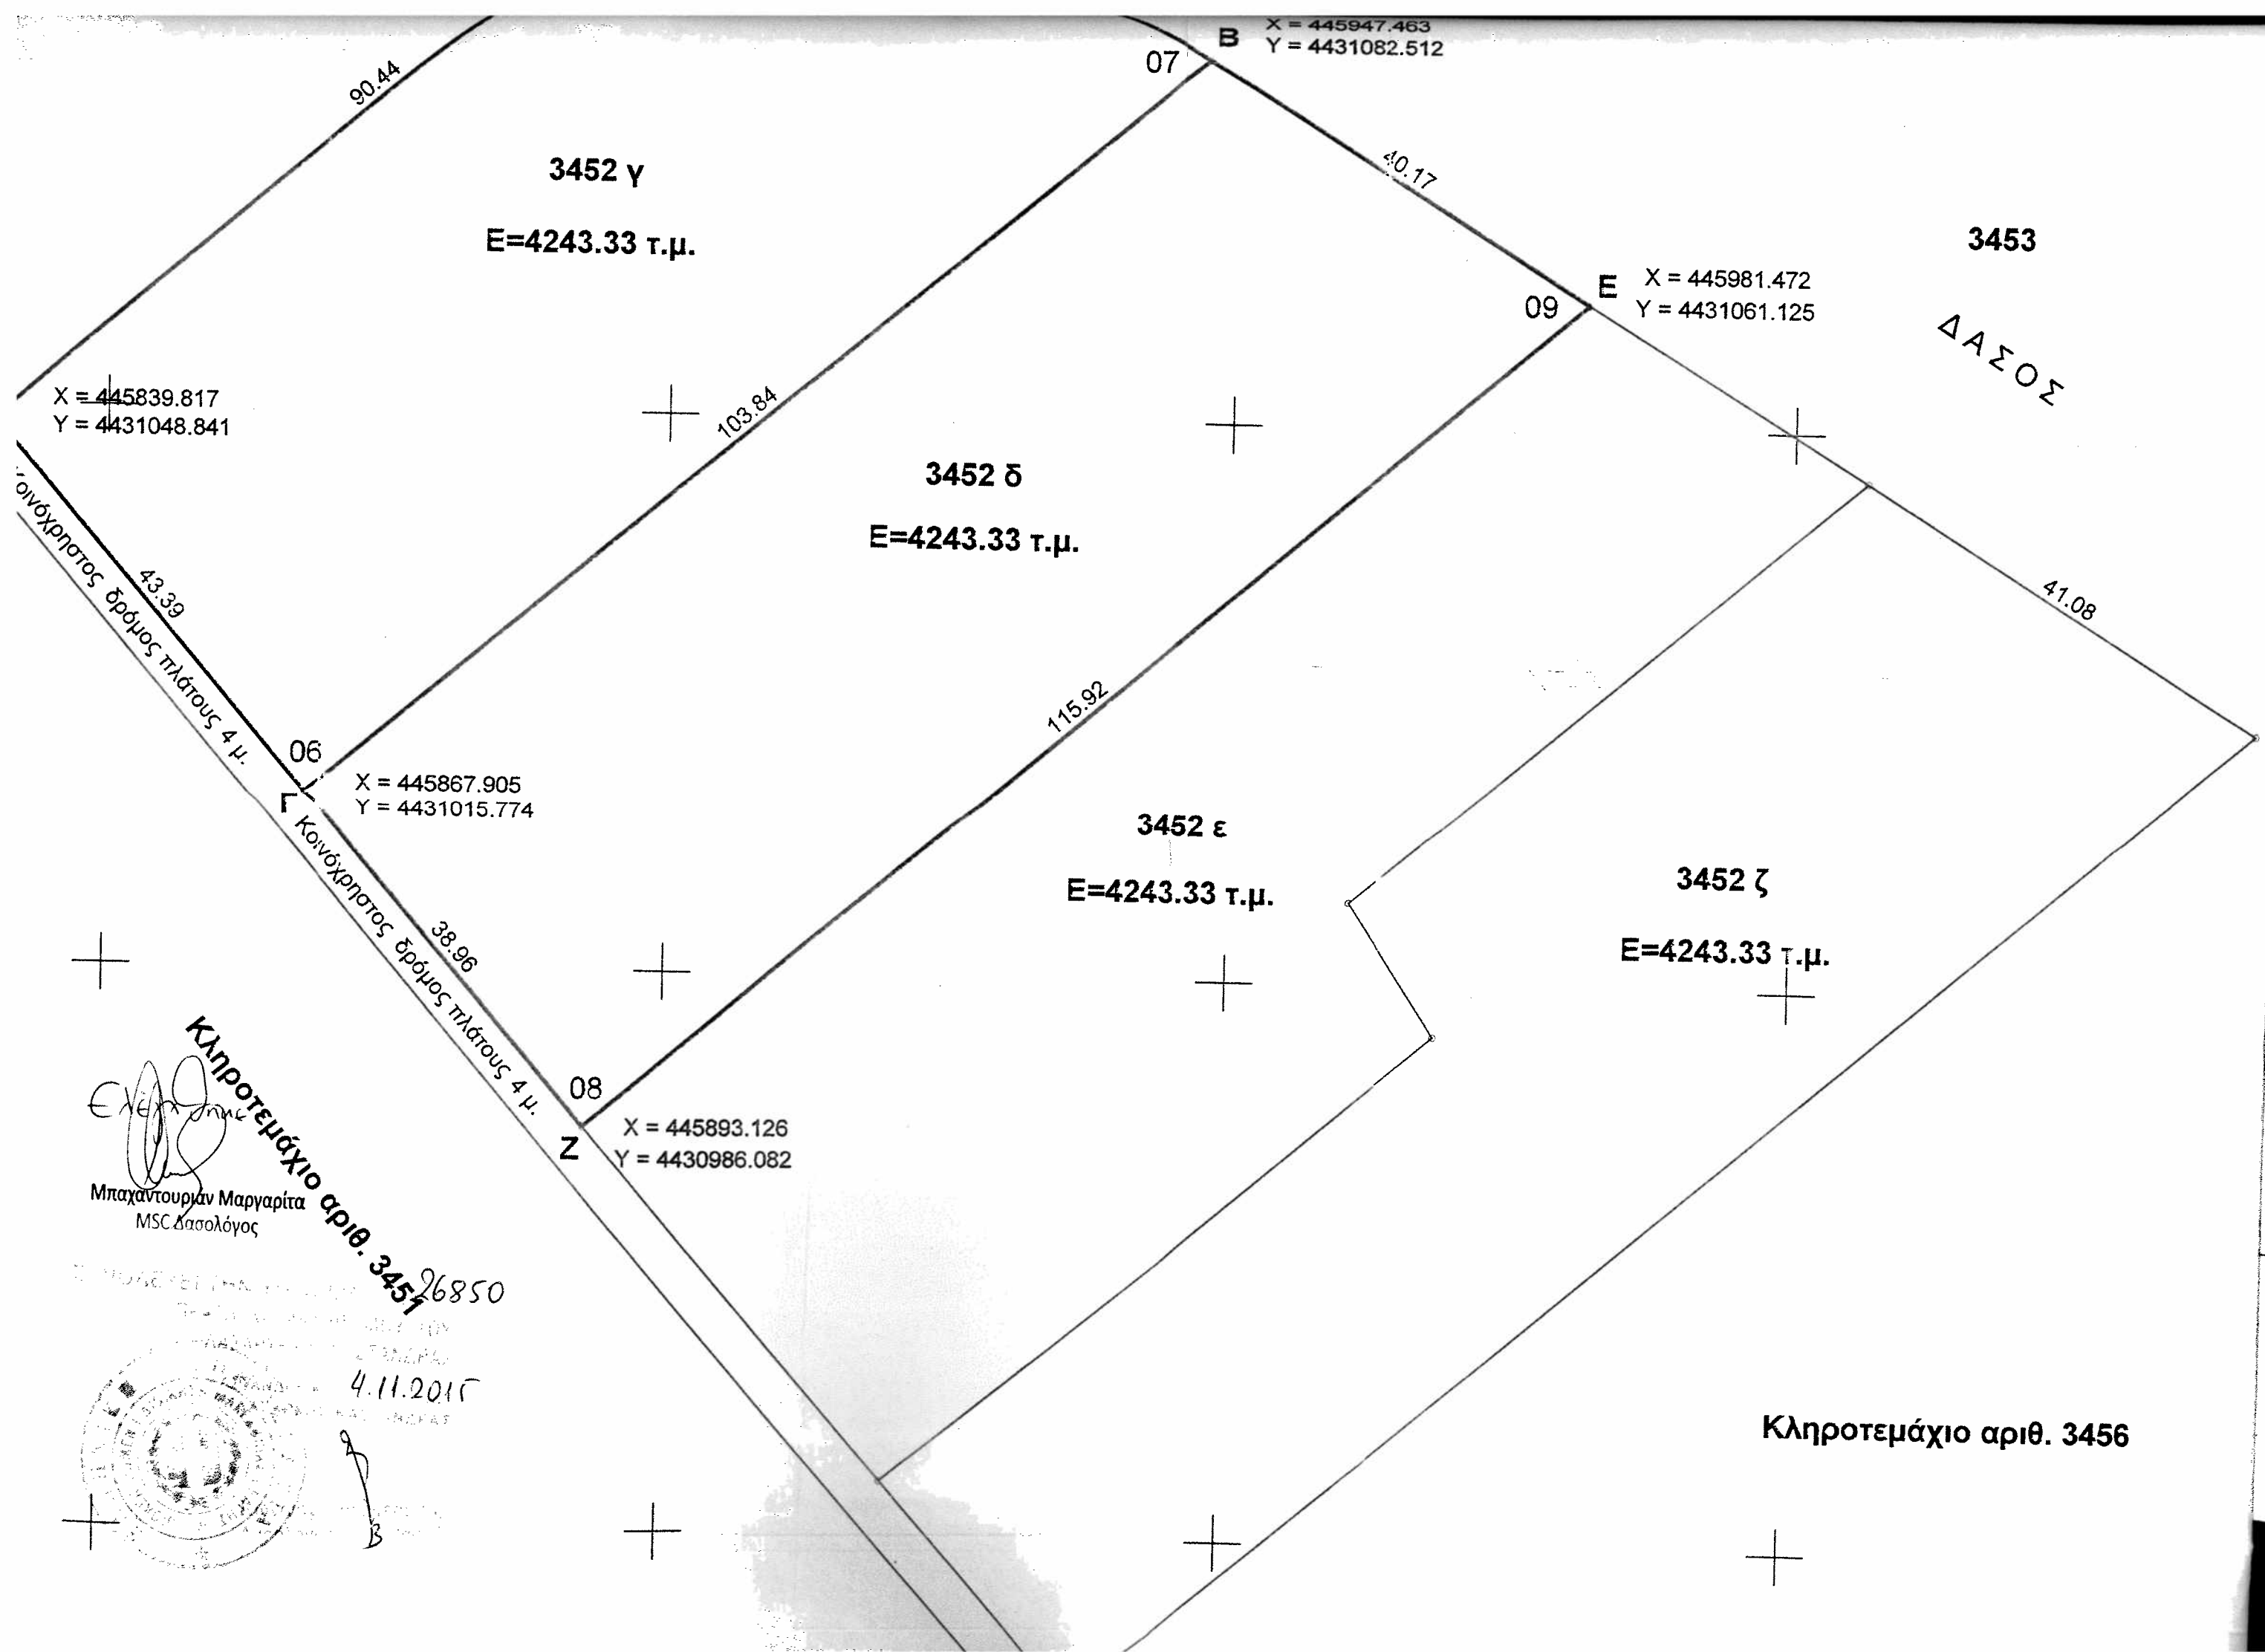 B
X = 445947.463
Y = 4431082.512
07
90.44
3452 γ
Ε=4243.33 τ.μ.
40.17
3453
ΔΑΣΟΣ
E
X = 445981.472
Y = 4431061.125
09
X = 445839.817
Y = 4431048.841
103.84
3452 δ
Ε=4243.33 τ.μ.
43.39
δρόμος πλάτους 4 μ.
41.08
115.92
06
X = 445867.905
Y = 4431015.774
Γ
Κοινόχρηστος δρόμος πλάτους 4 μ.
38.96
3452 ε
Ε=4243.33 τ.μ.
3452 ζ
Ε=4243.33 τ.μ.
08
X = 445893.126
Y = 4430986.082
Z
Κληροτεμάχιο αριθ. 3451
Μπαχαντουριάν Μαργαρίτα
MSC Δασολόγος
26850
4.11.2015
Κληροτεμάχιο αριθ. 3456